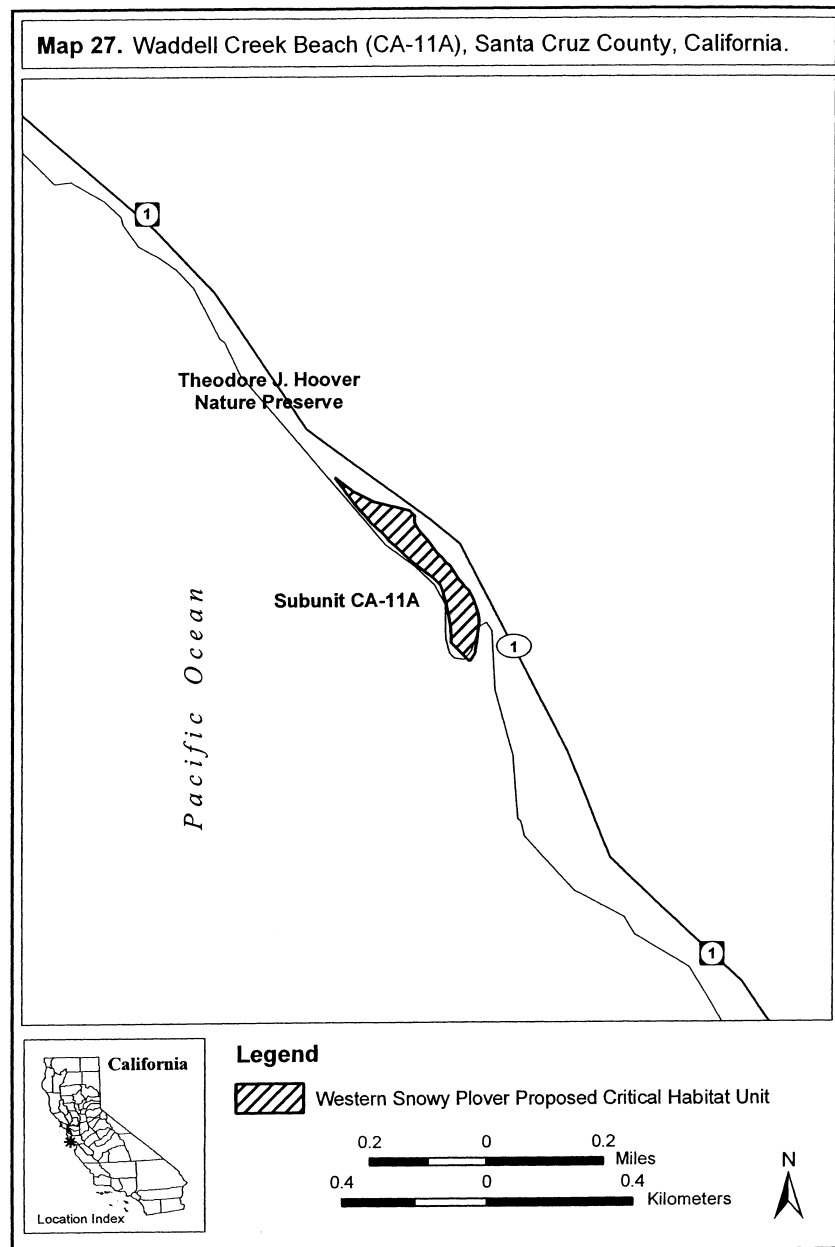 Map 27. Waddell Creek Beach (CA-11A), Santa Cruz County, California.
1
Theodore J. Hoover
Nature Preserve
Subunit CA-11A
Pacific Ocean
1
1
California
Location Index
Legend
Western Snowy Plover Proposed Critical Habitat Unit
0.2 0 0.2
Miles
0.4 0 0.4
Kilometers
N